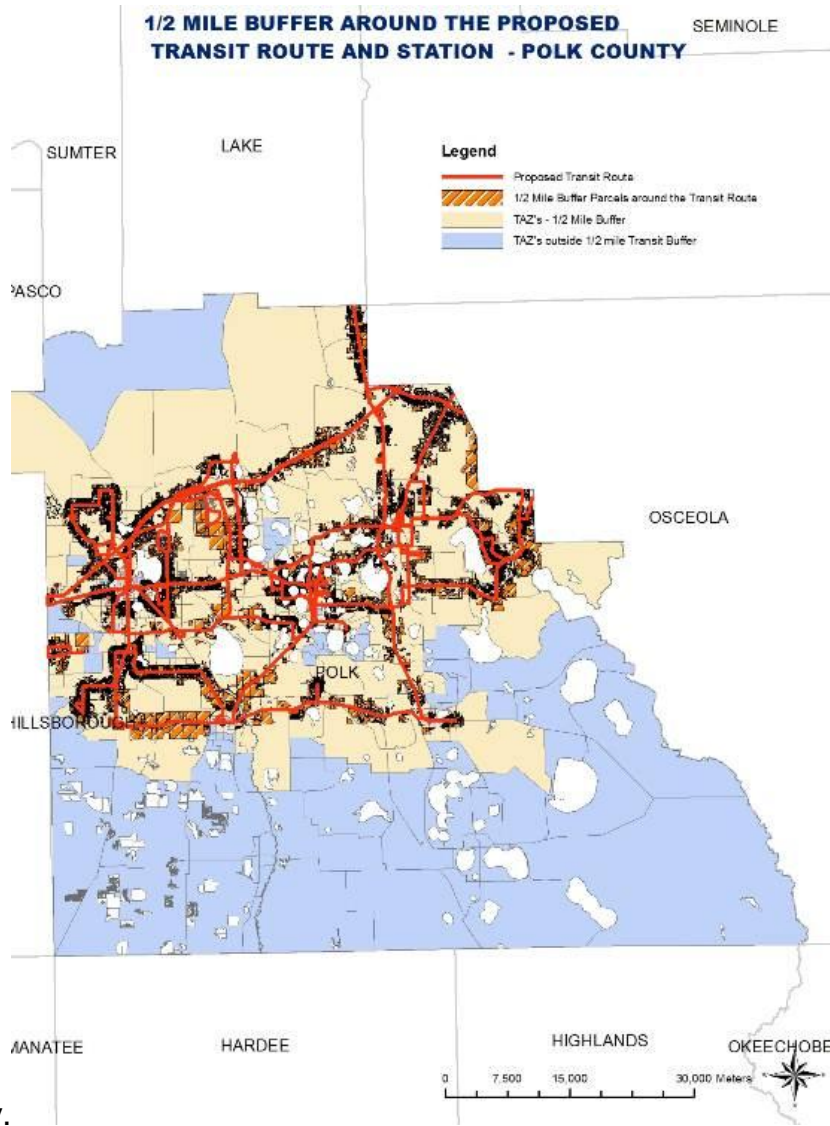 1/2 MILE BUFFER AROUND THE PROPOSED
TRANSIT ROUTE AND STATION - POLK COUNTY
SEMINOLE
SUMTER
LAKE
Legend
Proposed Transit Route
1/2 Mile Buffer Parcels around the Transit Route
TAZ's - 1/2 Mile Buffer
TAZ's outside 1/2 mile Transit Buffer
PASCO
OSCEOLA
POLK
HILLSBOROUGH
MANATEE
HARDEE
HIGHLANDS
OKEECHOBE
0 7,500 15,000 30,000 Meters